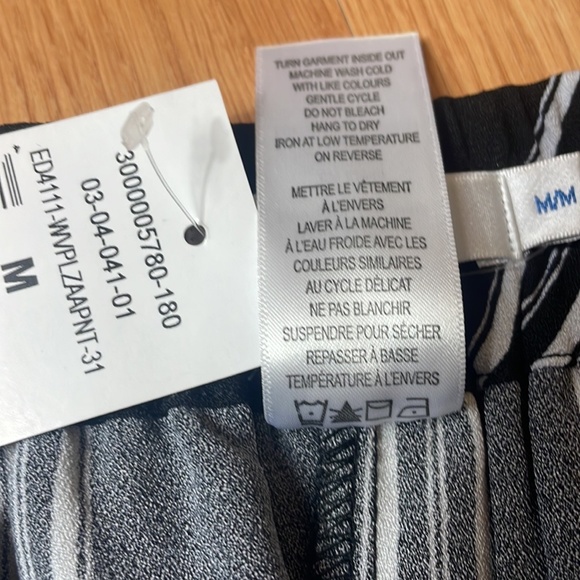 TURN GARMENT INSIDE OUT
MACHINE WASH COLD
WITH LIKE COLOURS
GENTLE CYCLE
DO NOT BLEACH
HANG TO DRY
IRON AT LOW TEMPERATURE
ON REVERSE
METTRE LE VÊTEMENT
À L'ENVERS
LAVER À LA MACHINE
À L'EAU FROIDE AVEC LES
COULEURS SIMILAIRES
AU CYCLE DÉLICAT
NE PAS BLANCHIR
SUSPENDRE POUR SÉCHER
REPASSER À BASSE
TEMPÉRATURE À L'ENVERS
3000005780-180
03-04-041-01
ED4111-WVPLZAAPNT-31
M
M/M